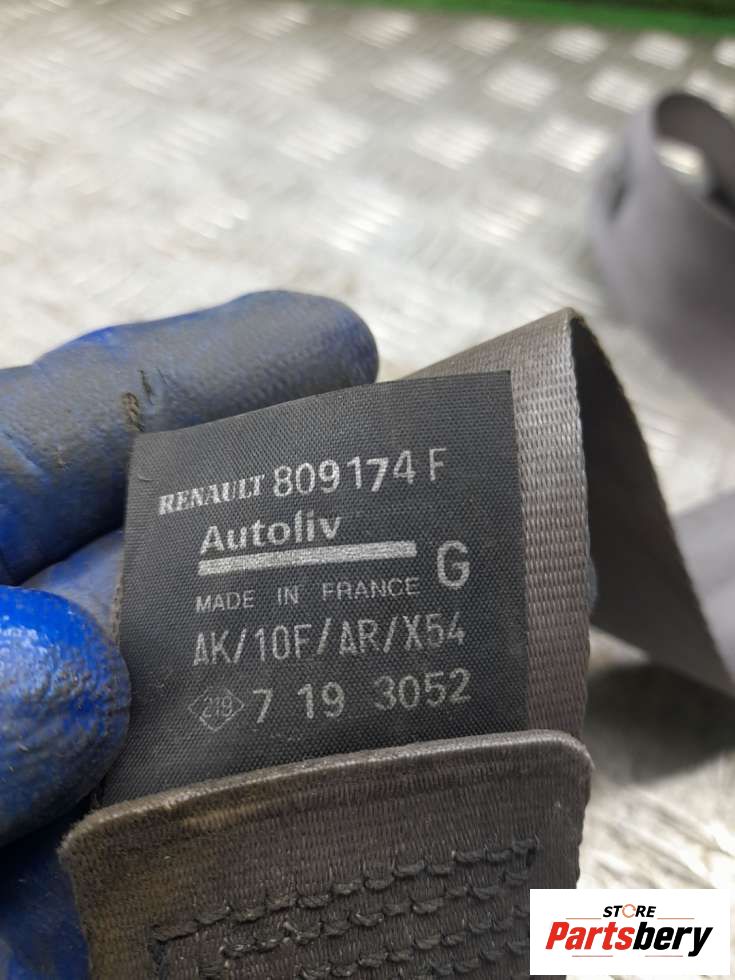 RENAULT 809174 F
Autoliv
G
MADE IN FRANCE
AK/10F/AR/X54
219 7 19 3052
STORE
Partsbery